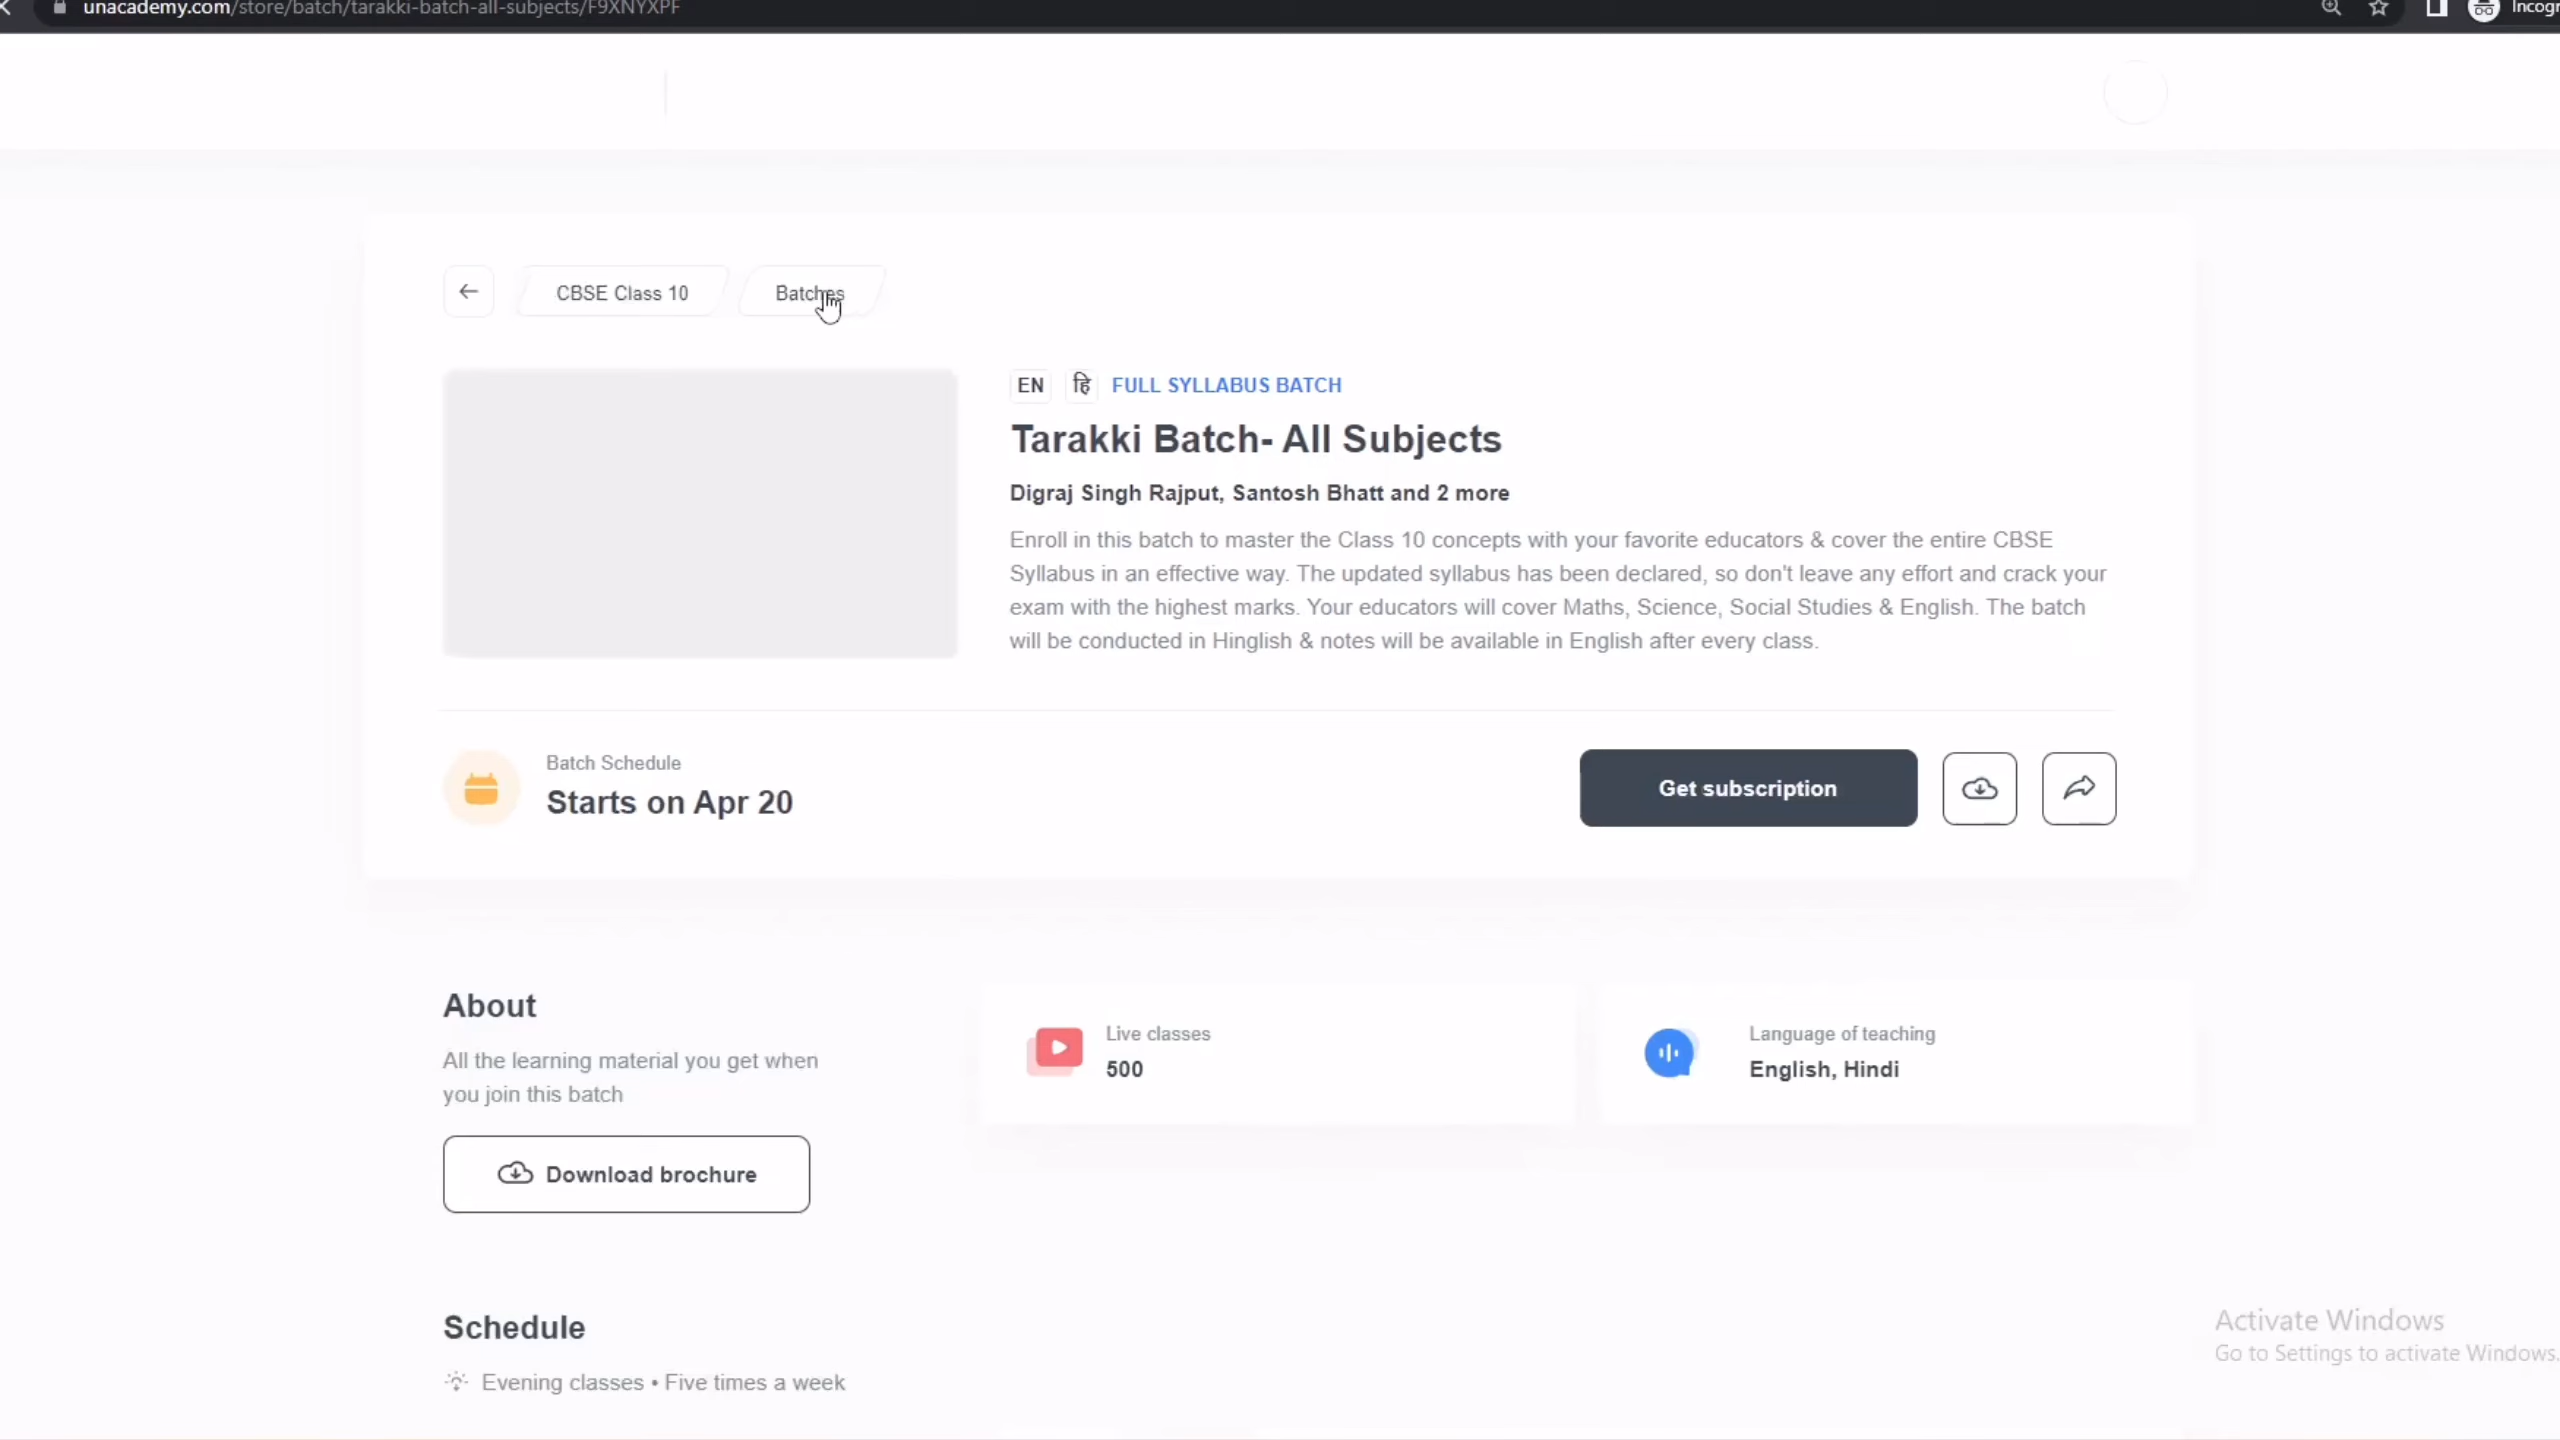 unacademy.com/store/batch/tarakki-batch-all-subjects/F9XNYXPF
CBSE Class 10
Batches
EN हि FULL SYLLABUS BATCH
Tarakki Batch- All Subjects
Digraj Singh Rajput, Santosh Bhatt and 2 more
Enroll in this batch to master the Class 10 concepts with your favorite educators & cover the entire CBSE
Syllabus in an effective way. The updated syllabus has been declared, so don't leave any effort and crack your
exam with the highest marks. Your educators will cover Maths, Science, Social Studies & English. The batch
will be conducted in Hinglish & notes will be available in English after every class.
Batch Schedule
Starts on Apr 20
Get subscription
About
All the learning material you get when
you join this batch
Download brochure
Live classes
500
Language of teaching
English, Hindi
Schedule
Evening classes • Five times a week
Activate Windows
Go to Settings to activate Windows.